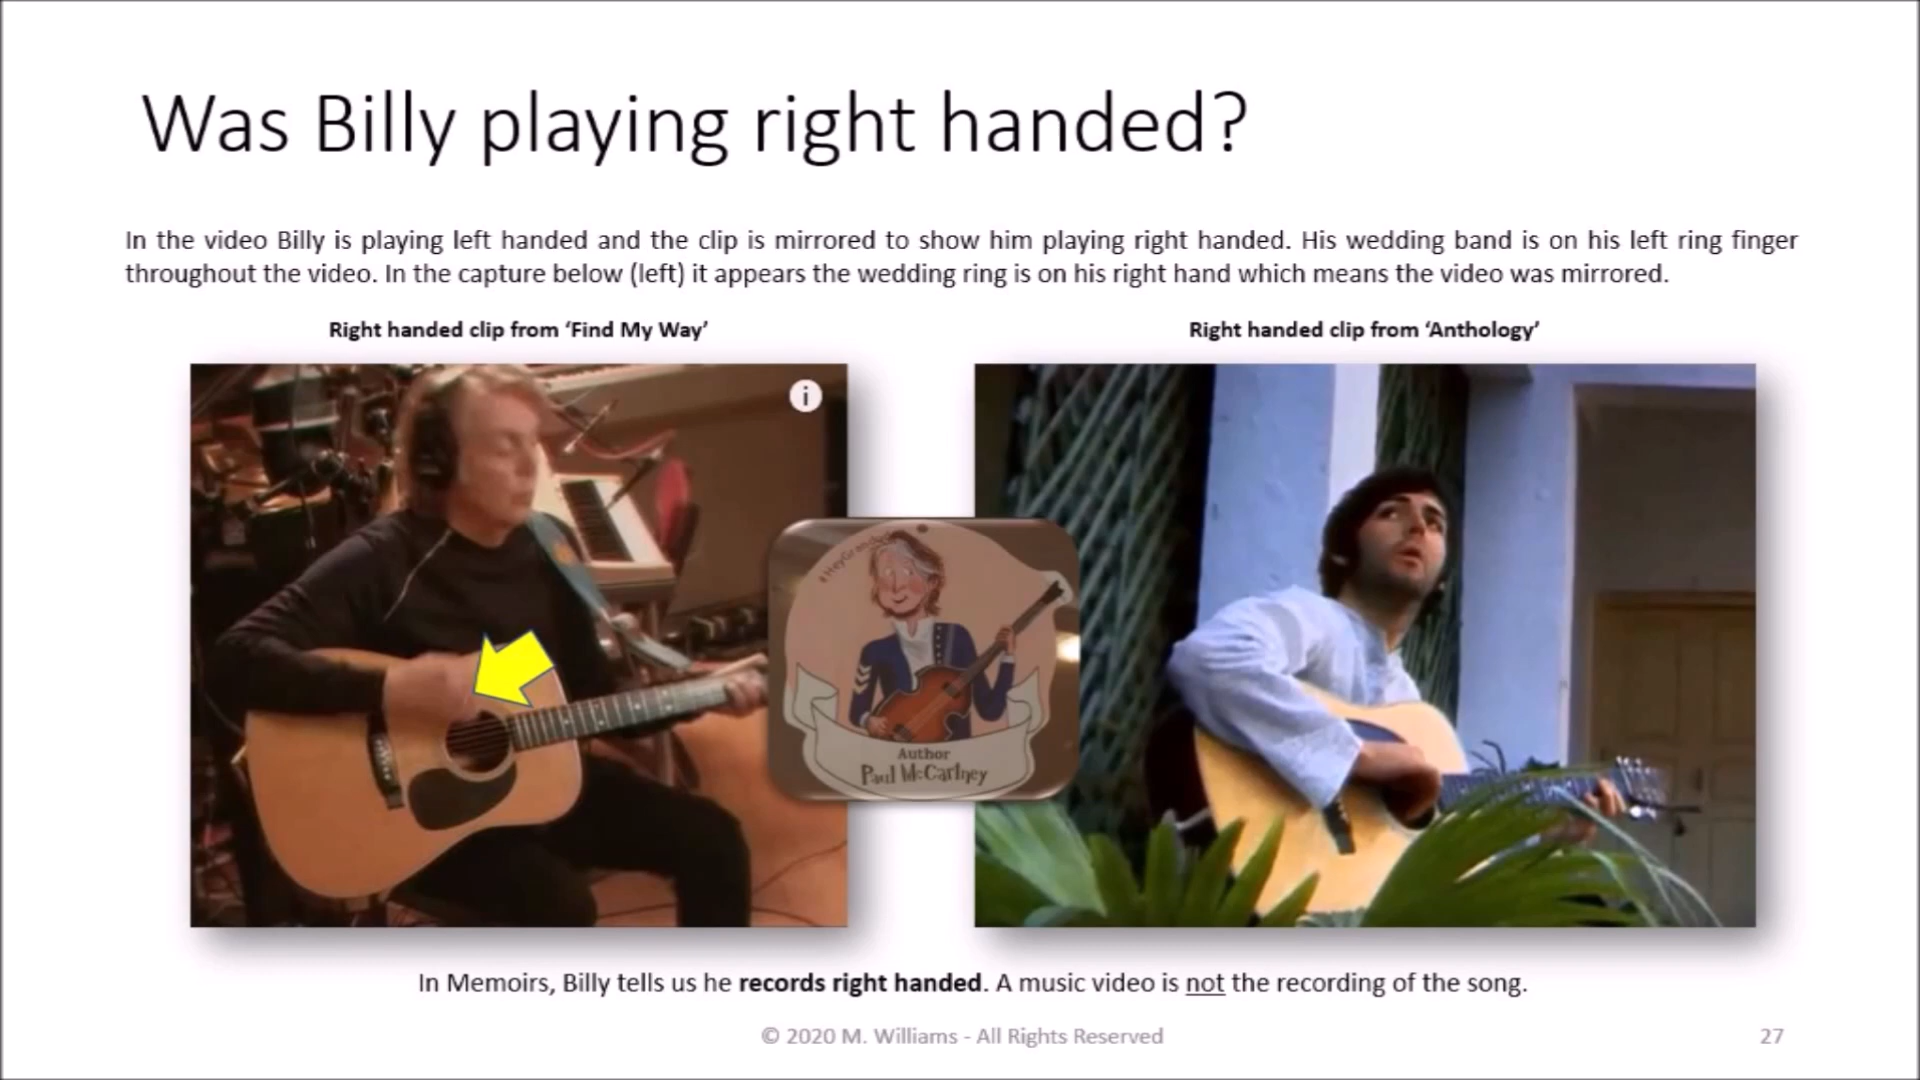 Was Billy playing right handed?
In the video Billy is playing left handed and the clip is mirrored to show him playing right handed. His wedding band is on his left ring finger
throughout the video. In the capture below (left) it appears the wedding ring is on his right hand which means the video was mirrored.
Right handed clip from ‘Find My Way’
Right handed clip from ‘Anthology’
i
Author
Paul McCartney
In Memoirs, Billy tells us he records right handed. A music video is not the recording of the song.
© 2020 M. Williams - All Rights Reserved
27